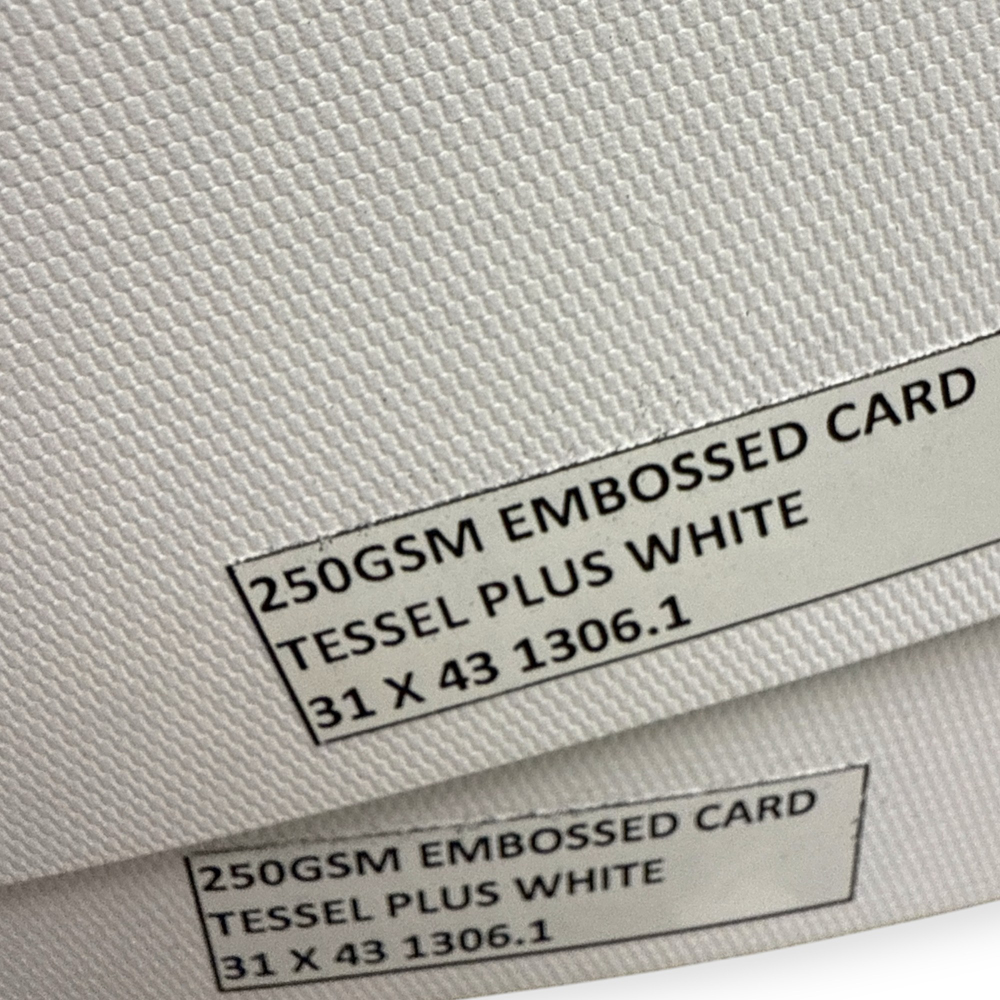 250GSM EMBOSSED CARD
TESSEL PLUS WHITE
31 X 43 1306.1
250GSM EMBOSSED CARD
TESSEL PLUS WHITE
31 X 43 1306.1